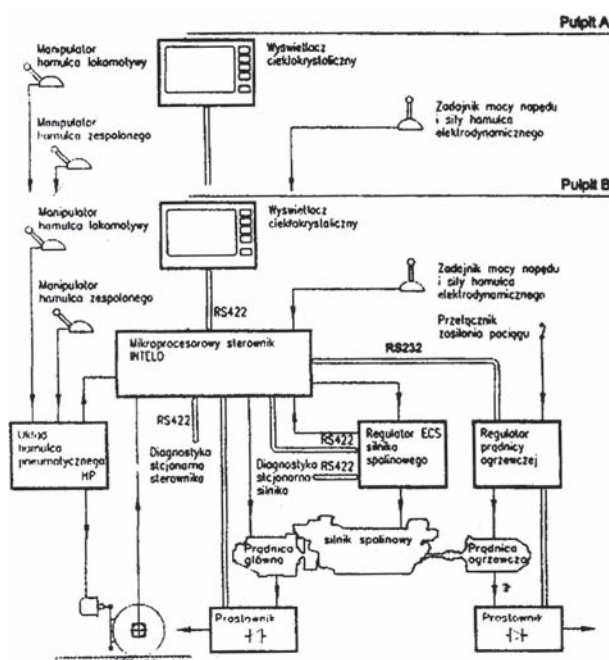 Pulpit A
Manipulator
hamulca lokomotywy
Wyświetlacz
ciekłokrystaliczny
Manipulator
hamulca zespolonego
Zadajnik mocy napędu
i siły hamulca
elektrodynamicznego
Pulpit B
Manipulator
hamulca lokomotywy
Wyświetlacz
ciekłokrystaliczny
Manipulator
hamulca zespolonego
Zadajnik mocy napędu
i siły hamulca
elektrodynamicznego
RS422
Przełącznik
zasilania pociągu
Mikroprocesorowy sterownik
INTELO
RS232
RS422
Układ
hamulca
pneumatycznego
HP
Diagnostyka
stcjonarna
sterownika
RS422
RS422
Diagnostyka
stcjonarna
silnika
Regulator ECS
silnika
spalinowego
Regulator
prądnicy
ogrzewczej
Prądnica
główna
silnik spalinowy
Prądnica
ogrzewcza
Prostownik
Prostownik